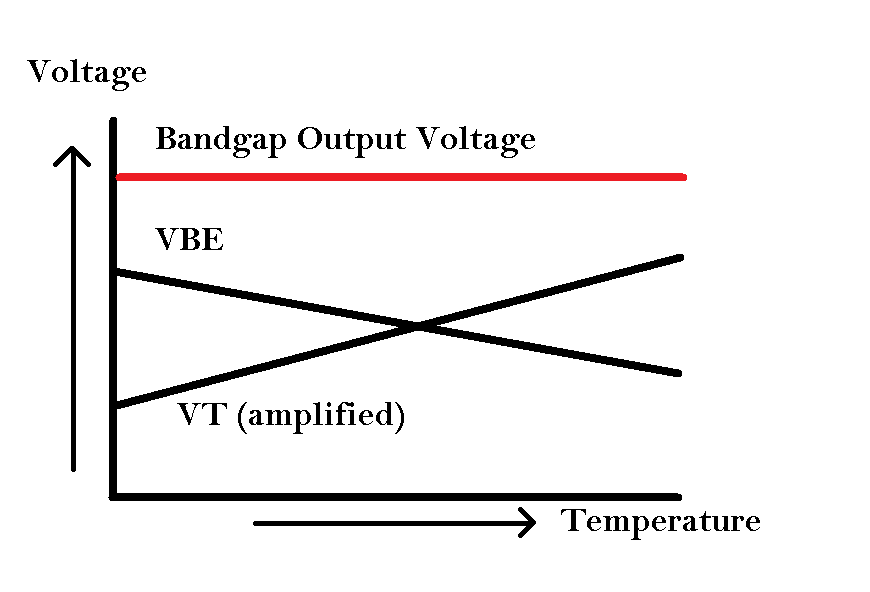 Voltage
Bandgap Output Voltage
VBE
VT (amplified)
Temperature